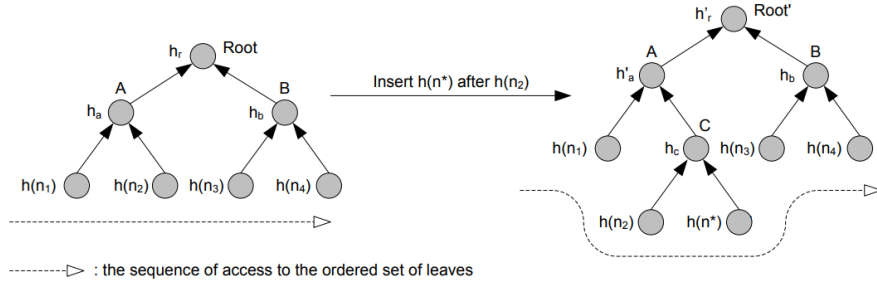 h'r Root'
hr Root
A
B
Insert h(n*) after h(n2)
A
B
ha
hb
h'a
hb
C
h(n1)
hc
h(n3)
h(n4)
h(n1)
h(n2)
h(n3)
h(n4)
h(n2)
h(n*)
: the sequence of access to the ordered set of leaves